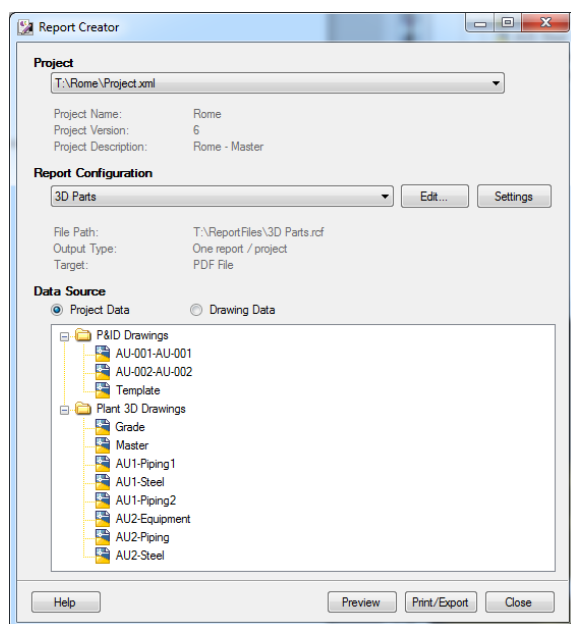 Report Creator
Project
T:\Rome\Project.xml
Project Name: Rome
Project Version: 6
Project Description: Rome - Master
Report Configuration
3D Parts Edit... Settings
File Path: T:\ReportFiles\3D Parts.rcf
Output Type: One report / project
Target: PDF File
Data Source
Project Data Drawing Data
P&ID Drawings
AU-001-AU-001
AU-002-AU-002
Template
Plant 3D Drawings
Grade
Master
AU1-Piping1
AU1-Steel
AU1-Piping2
AU2-Equipment
AU2-Piping
AU2-Steel
Help Preview Print/Export Close